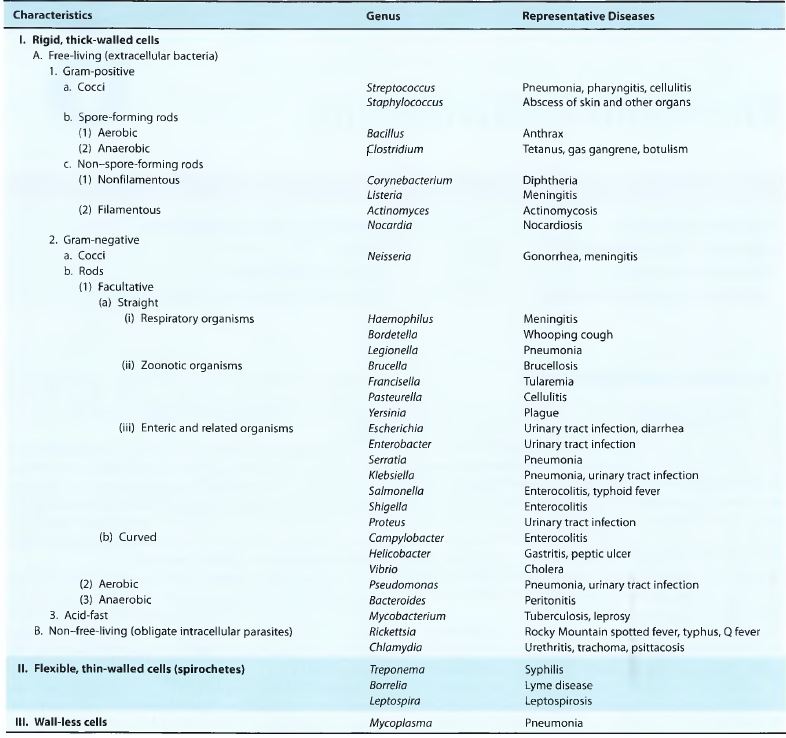 Characteristics Genus Representative Diseases
I. Rigid, thick-walled cells
A. Free-living (extracellular bacteria)
1. Gram-positive
a. Cocci Streptococcus Pneumonia, pharyngitis, cellulitis
Staphylococcus Abscess of skin and other organs
b. Spore-forming rods
(1) Aerobic Bacillus Anthrax
(2) Anaerobic Clostridium Tetanus, gas gangrene, botulism
c. Non–spore-forming rods
(1) Nonfilamentous Corynebacterium Diphtheria
Listeria Meningitis
(2) Filamentous Actinomyces Actinomycosis
Nocardia Nocardiosis
2. Gram-negative
a. Cocci Neisseria Gonorrhea, meningitis
b. Rods
(1) Facultative
(a) Straight
(i) Respiratory organisms Haemophilus Meningitis
Bordetella Whooping cough
Legionella Pneumonia
(ii) Zoonotic organisms Brucella Brucellosis
Francisella Tularemia
Pasteurella Cellulitis
Yersinia Plague
(iii) Enteric and related organisms Escherichia Urinary tract infection, diarrhea
Enterobacter Urinary tract infection
Serratia Pneumonia
Klebsiella Pneumonia, urinary tract infection
Salmonella Enterocolitis, typhoid fever
Shigella Enterocolitis
Proteus Urinary tract infection
(b) Curved Campylobacter Enterocolitis
Helicobacter Gastritis, peptic ulcer
Vibrio Cholera
(2) Aerobic Pseudomonas Pneumonia, urinary tract infection
(3) Anaerobic Bacteroides Peritonitis
3. Acid-fast Mycobacterium Tuberculosis, leprosy
B. Non–free-living (obligate intracellular parasites) Rickettsia Rocky Mountain spotted fever, typhus, Q fever
Chlamydia Urethritis, trachoma, psittacosis
II. Flexible, thin-walled cells (spirochetes) Treponema Syphilis
Borrelia Lyme disease
Leptospira Leptospirosis
III. Wall-less cells Mycoplasma Pneumonia